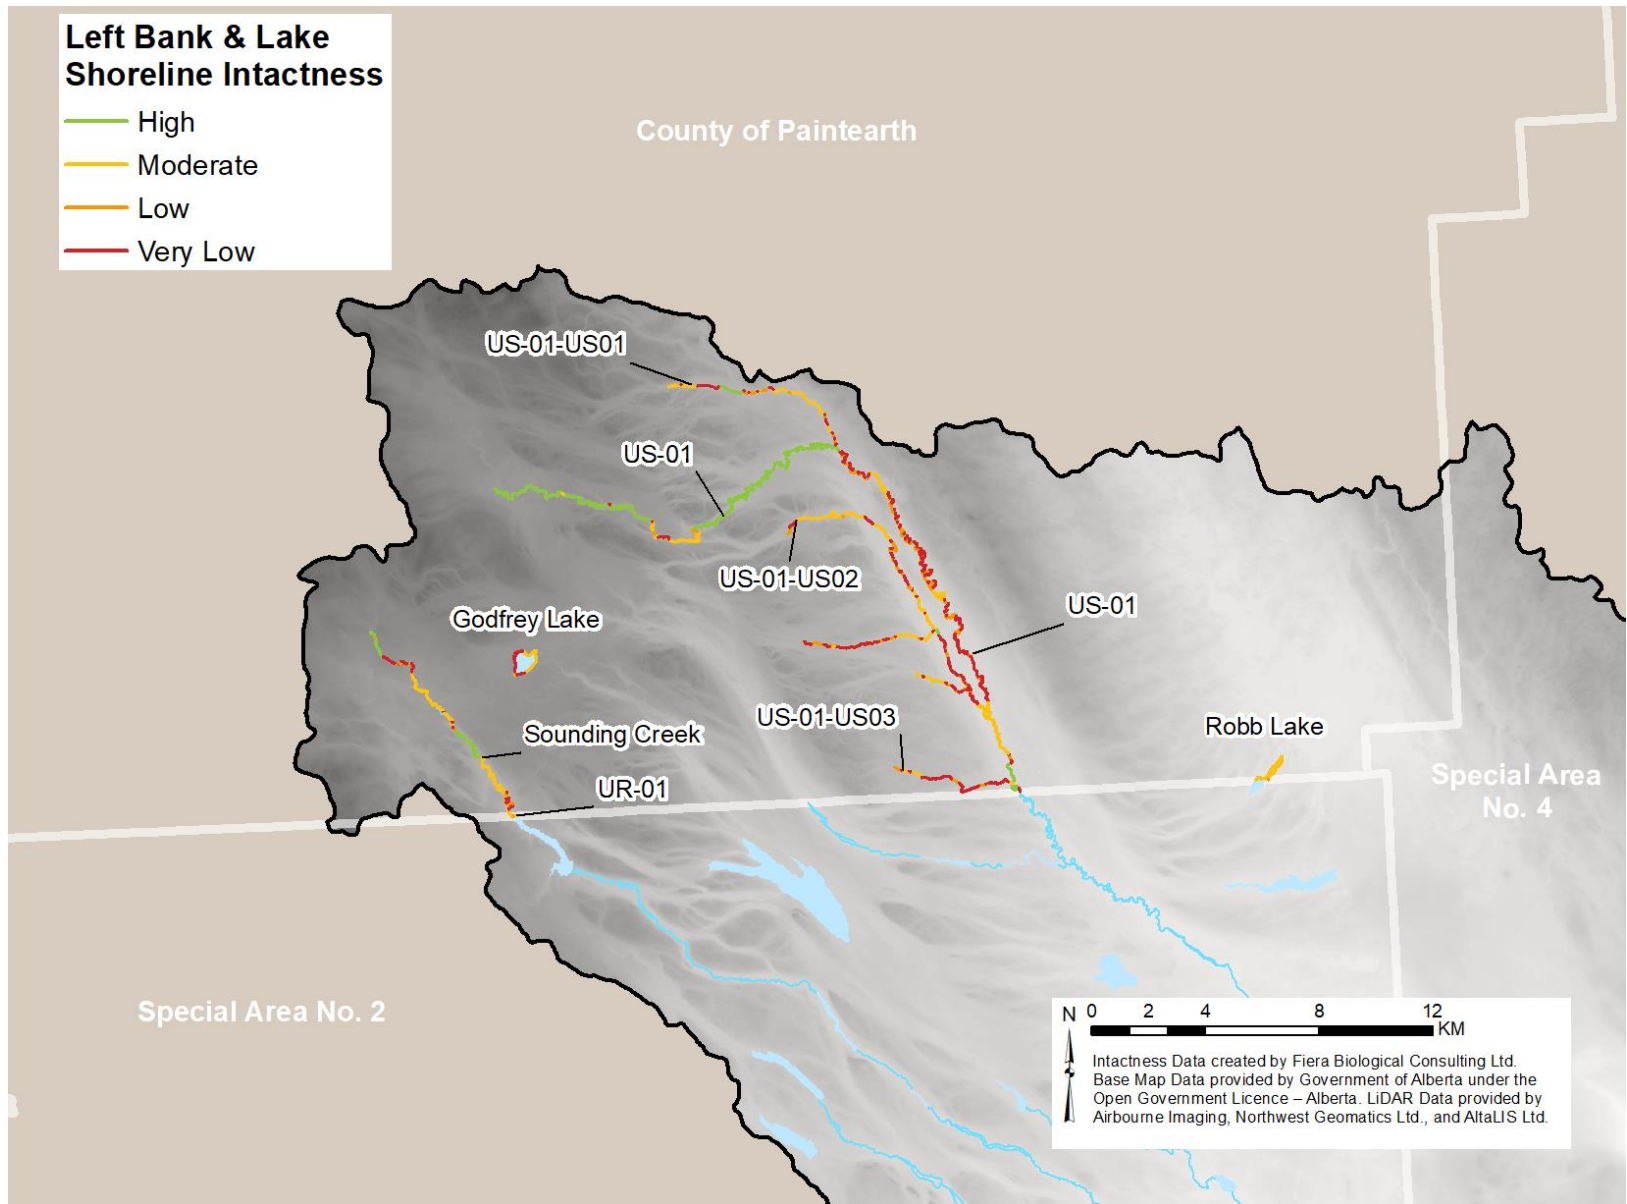 Left Bank & Lake
Shoreline Intactness
High
Moderate
Low
Very Low
County of Paintearth
US-01-US01
US-01
US-01-US02
US-01
Godfrey Lake
US-01-US03
Sounding Creek
Robb Lake
UR-01
Special Area
No. 4
Special Area No. 2
N
0 2 4 8 12
KM
Intactness Data created by Fiera Biological Consulting Ltd.
Base Map Data provided by Government of Alberta under the
Open Government Licence – Alberta. LiDAR Data provided by
Airbourne Imaging, Northwest Geomatics Ltd., and AltaLIS Ltd.